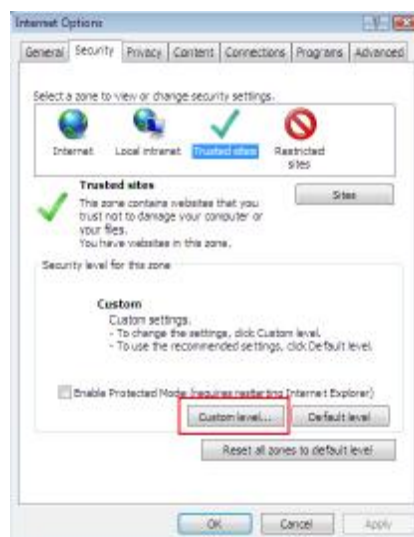 Internet Options
General Security Privacy Content Connections Programs Advanced
Select a zone to view or change security settings.
Internet Local intranet Trusted sites Restricted sites
Trusted sites
Sites
This zone contains websites that you
trust not to damage your computer or
your files.
You have websites in this zone.
Security level for this zone
Custom
Custom settings.
- To change the settings, click Custom level.
- To use the recommended settings, click Default level.
Enable Protected Mode (requires restarting Internet Explorer)
Custom level... Default level
Reset all zones to default level
OK Cancel Apply